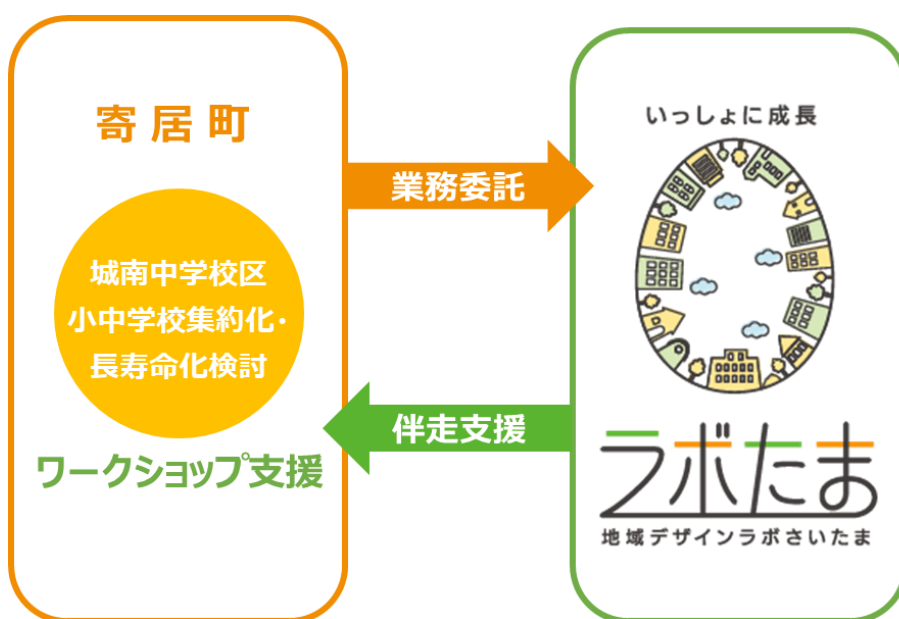 寄居町
城南中学校区
小中学校集約化・
長寿命化検討
ワークショップ支援
業務委託
伴走支援
いっしょに成長
ラボたま
地域デザインラボさいたま